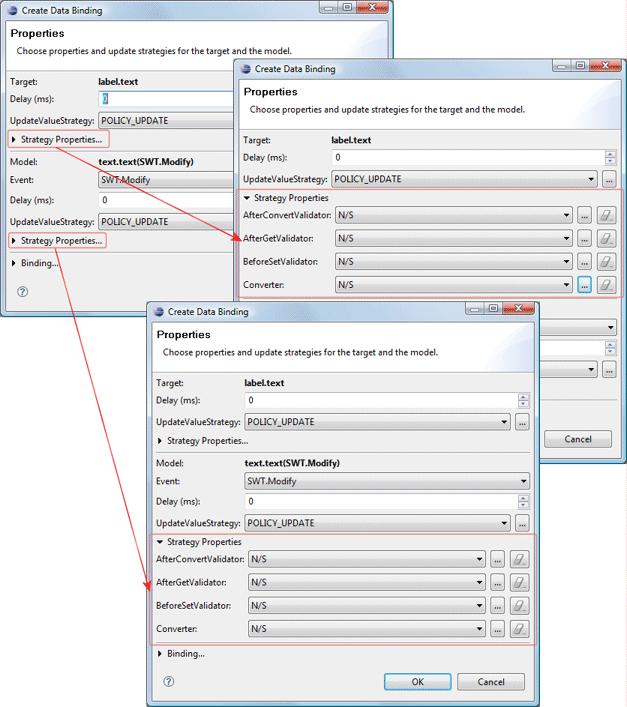 Create Data Binding
Properties
Choose properties and update strategies for the target and the model.
Target: label.text
Delay (ms): 0
UpdateValueStrategy: POLICY_UPDATE
Strategy Properties...
Model: text.text(SWT.Modify)
Event: SWT.Modify
Delay (ms): 0
UpdateValueStrategy: POLICY_UPDATE
Strategy Properties...
Binding...
Create Data Binding
Properties
Choose properties and update strategies for the target and the model.
Target: label.text
Delay (ms): 0
UpdateValueStrategy: POLICY_UPDATE ...
Strategy Properties
AfterConvertValidator: N/S ...
AfterGetValidator: N/S ...
BeforeSetValidator: N/S ...
Converter: N/S ...
...
Cancel
Create Data Binding
Properties
Choose properties and update strategies for the target and the model.
Target: label.text
Delay (ms): 0
UpdateValueStrategy: POLICY_UPDATE ...
Strategy Properties...
Model: text.text(SWT.Modify)
Event: SWT.Modify
Delay (ms): 0
UpdateValueStrategy: POLICY_UPDATE ...
Strategy Properties
AfterConvertValidator: N/S ...
AfterGetValidator: N/S ...
BeforeSetValidator: N/S ...
Converter: N/S ...
Binding...
? OK Cancel